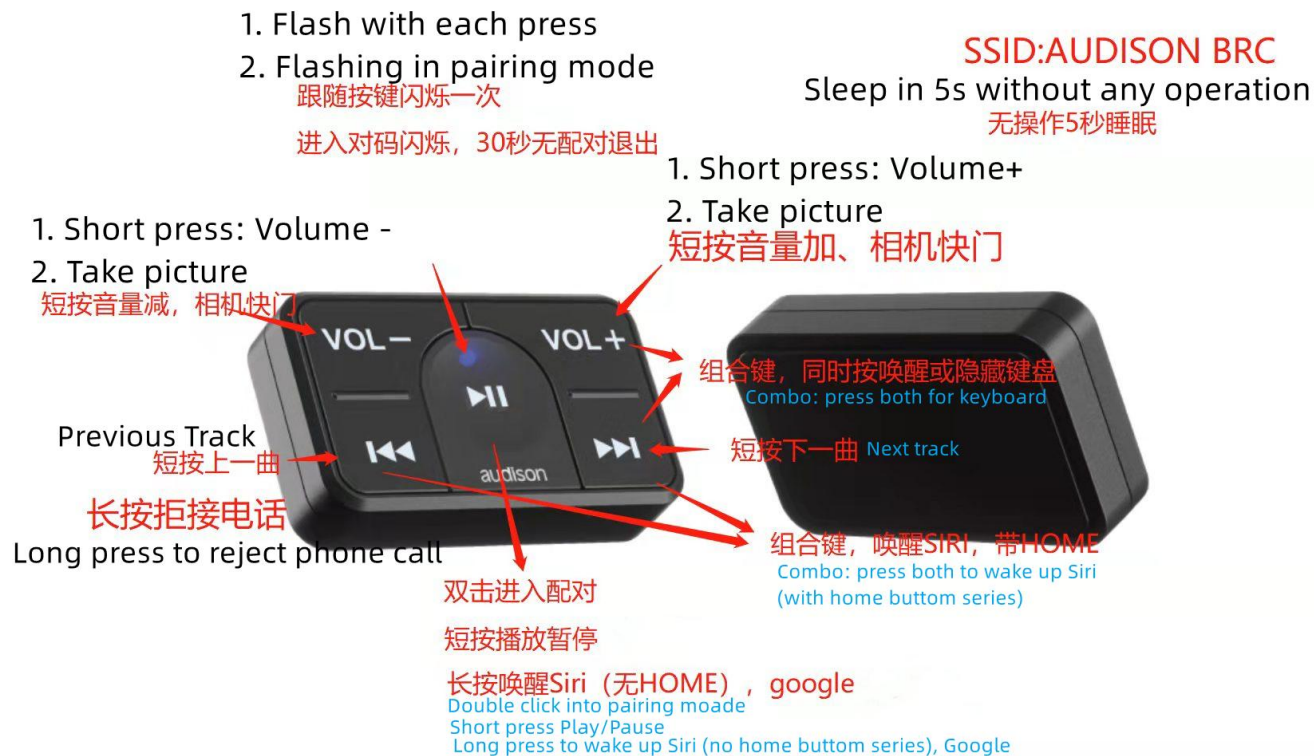 1. Flash with each press
2. Flashing in pairing mode
跟随按键闪烁一次
进入对码闪烁，30秒无配对退出
SSID:AUDISON BRC
Sleep in 5s without any operation
无操作5秒睡眠
1. Short press: Volume+
2. Take picture
短按音量加、相机快门
1. Short press: Volume -
2. Take picture
短按音量减，相机快门
VOL−
VOL+
组合键，同时按唤醒或隐藏键盘
Combo: press both for keyboard
Previous Track
短按上一曲
短按下一曲 Next track
audison
长按拒接电话
Long press to reject phone call
组合键，唤醒SIRI，带HOME
Combo: press both to wake up Siri
(with home buttom series)
双击进入配对
短按播放暂停
长按唤醒Siri（无HOME），google
Double click into pairing moade
Short press Play/Pause
Long press to wake up Siri (no home buttom series), Google